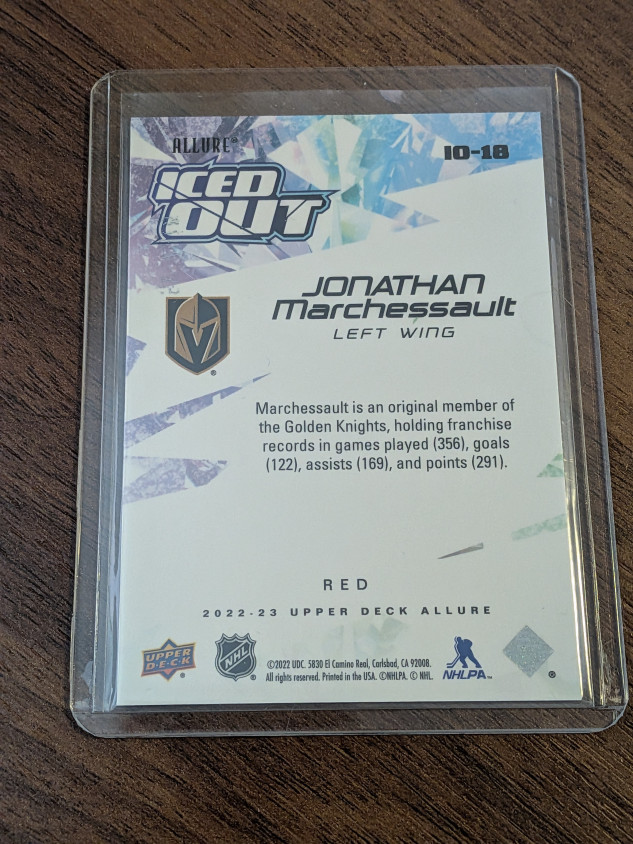 ALLURE®
IO-18
ICED
OUT
JONATHAN
Marchessault
LEFT WING
®
Marchessault is an original member of
the Golden Knights, holding franchise
records in games played (356), goals
(122), assists (169), and points (291).
RED
2022-23 UPPER DECK ALLURE
UPPER
DECK
NHL
®
©2022 UDC. 5830 El Camino Real, Carlsbad, CA 92008.
All rights reserved. Printed in the USA. ©NHLPA. © NHL.
NHLPA™
®